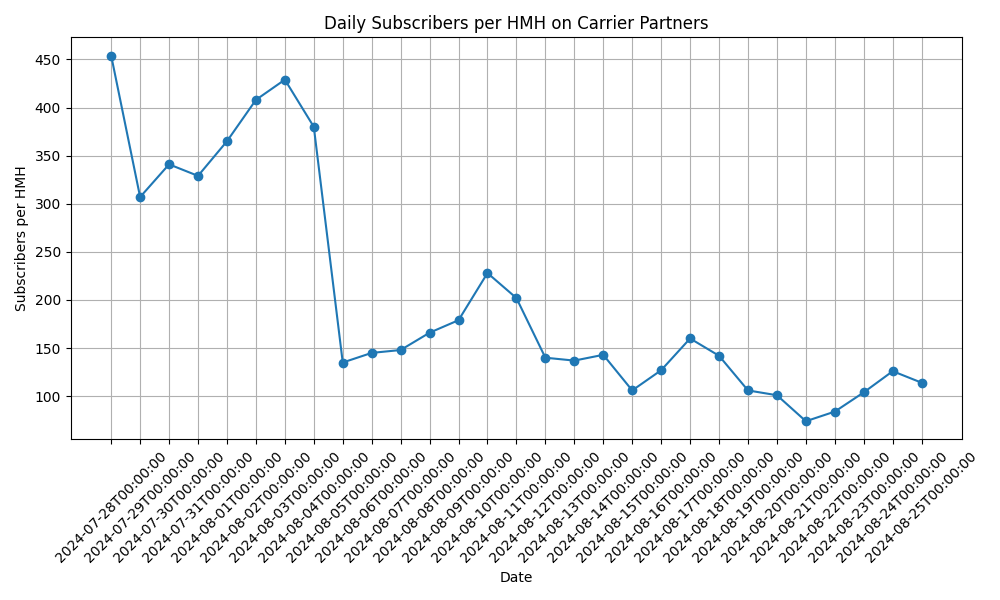 Daily Subscribers per HMH on Carrier Partners
Subscribers per HMH
450
400
350
300
250
200
150
100
2024-07-28T00:00:00
2024-07-29T00:00:00
2024-07-30T00:00:00
2024-07-31T00:00:00
2024-08-01T00:00:00
2024-08-02T00:00:00
2024-08-03T00:00:00
2024-08-04T00:00:00
2024-08-05T00:00:00
2024-08-06T00:00:00
2024-08-07T00:00:00
2024-08-08T00:00:00
2024-08-09T00:00:00
2024-08-10T00:00:00
2024-08-11T00:00:00
2024-08-12T00:00:00
2024-08-13T00:00:00
2024-08-14T00:00:00
2024-08-15T00:00:00
2024-08-16T00:00:00
2024-08-17T00:00:00
2024-08-18T00:00:00
2024-08-19T00:00:00
2024-08-20T00:00:00
2024-08-21T00:00:00
2024-08-22T00:00:00
2024-08-23T00:00:00
2024-08-24T00:00:00
2024-08-25T00:00:00
Date